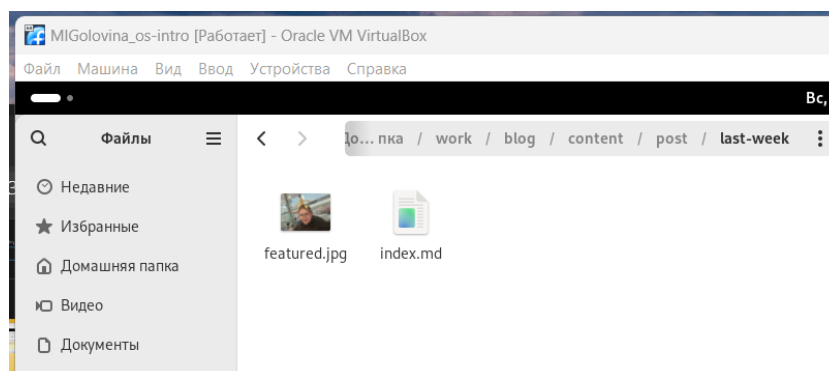 MIGolovina_os-intro [Работает] - Oracle VM VirtualBox
Файл Машина Вид Ввод Устройства Справка
Вс,
Файлы
До… пка / work / blog / content / post / last-week
Недавние
Избранные
Домашняя папка
Видео
Документы
featured.jpg index.md